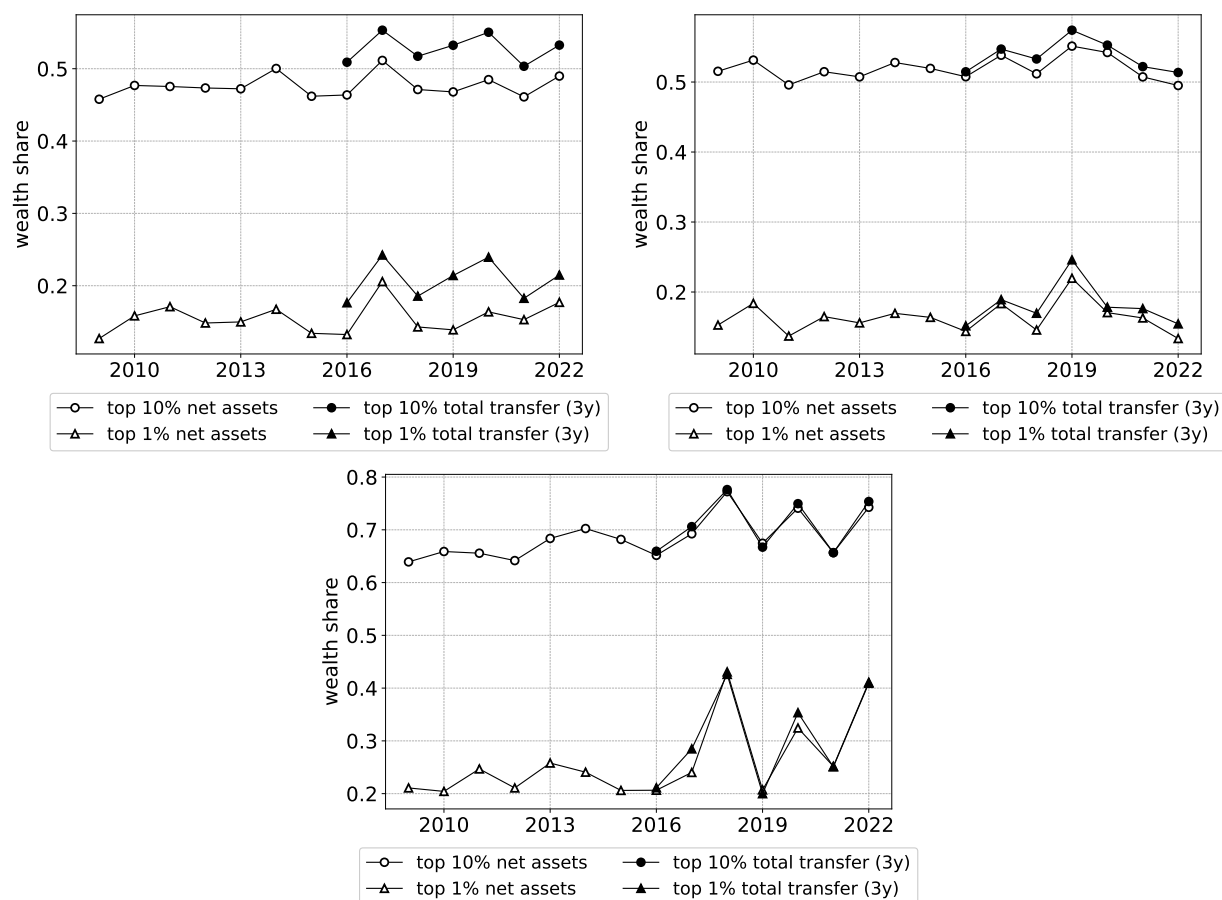 0.5
0.4
0.3
0.2
wealth share
2010 2013 2016 2019 2022
top 10% net assets top 10% total transfer (3y)
top 1% net assets top 1% total transfer (3y)
0.5
0.4
0.3
0.2
wealth share
2010 2013 2016 2019 2022
top 10% net assets top 10% total transfer (3y)
top 1% net assets top 1% total transfer (3y)
0.8
0.7
0.6
0.5
0.4
0.3
0.2
wealth share
2010 2013 2016 2019 2022
top 10% net assets top 10% total transfer (3y)
top 1% net assets top 1% total transfer (3y)